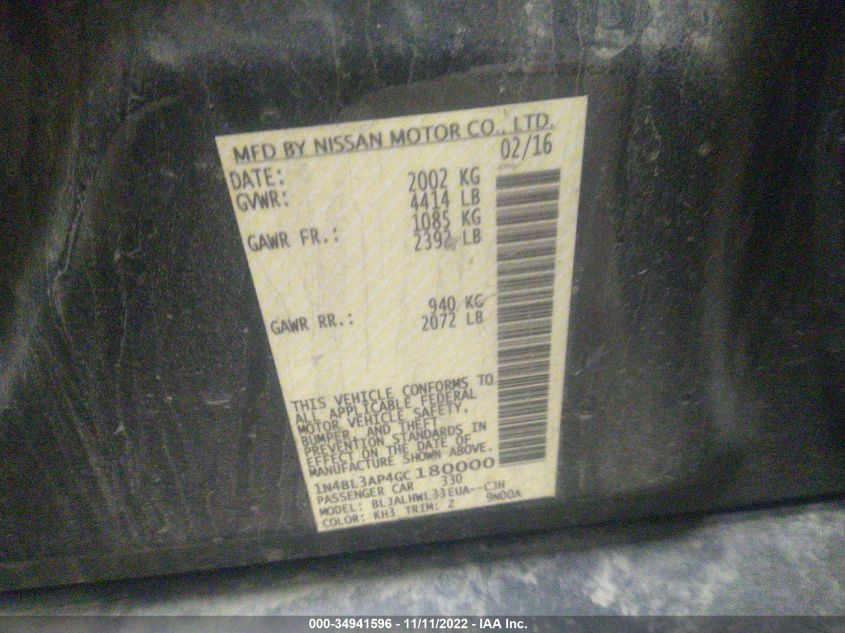 MFD BY NISSAN MOTOR CO., LTD.
DATE: 02/16
GVWR: 2002 KG
4414 LB
GAWR FR.: 1085 KG
2392 LB
GAWR RR.: 940 KG
2072 LB
THIS VEHICLE CONFORMS TO
ALL APPLICABLE FEDERAL
MOTOR VEHICLE SAFETY,
BUMPER, AND THEFT
PREVENTION STANDARDS IN
EFFECT ON THE DATE OF
MANUFACTURE SHOWN ABOVE.
1N4BL3AP4GC180000
PASSENGER CAR 330
MODEL: BL3ALHWL33EUA--CJH
COLOR: KH3 TRIM: Z 9N00A
000-34941596 - 11/11/2022 - IAA Inc.